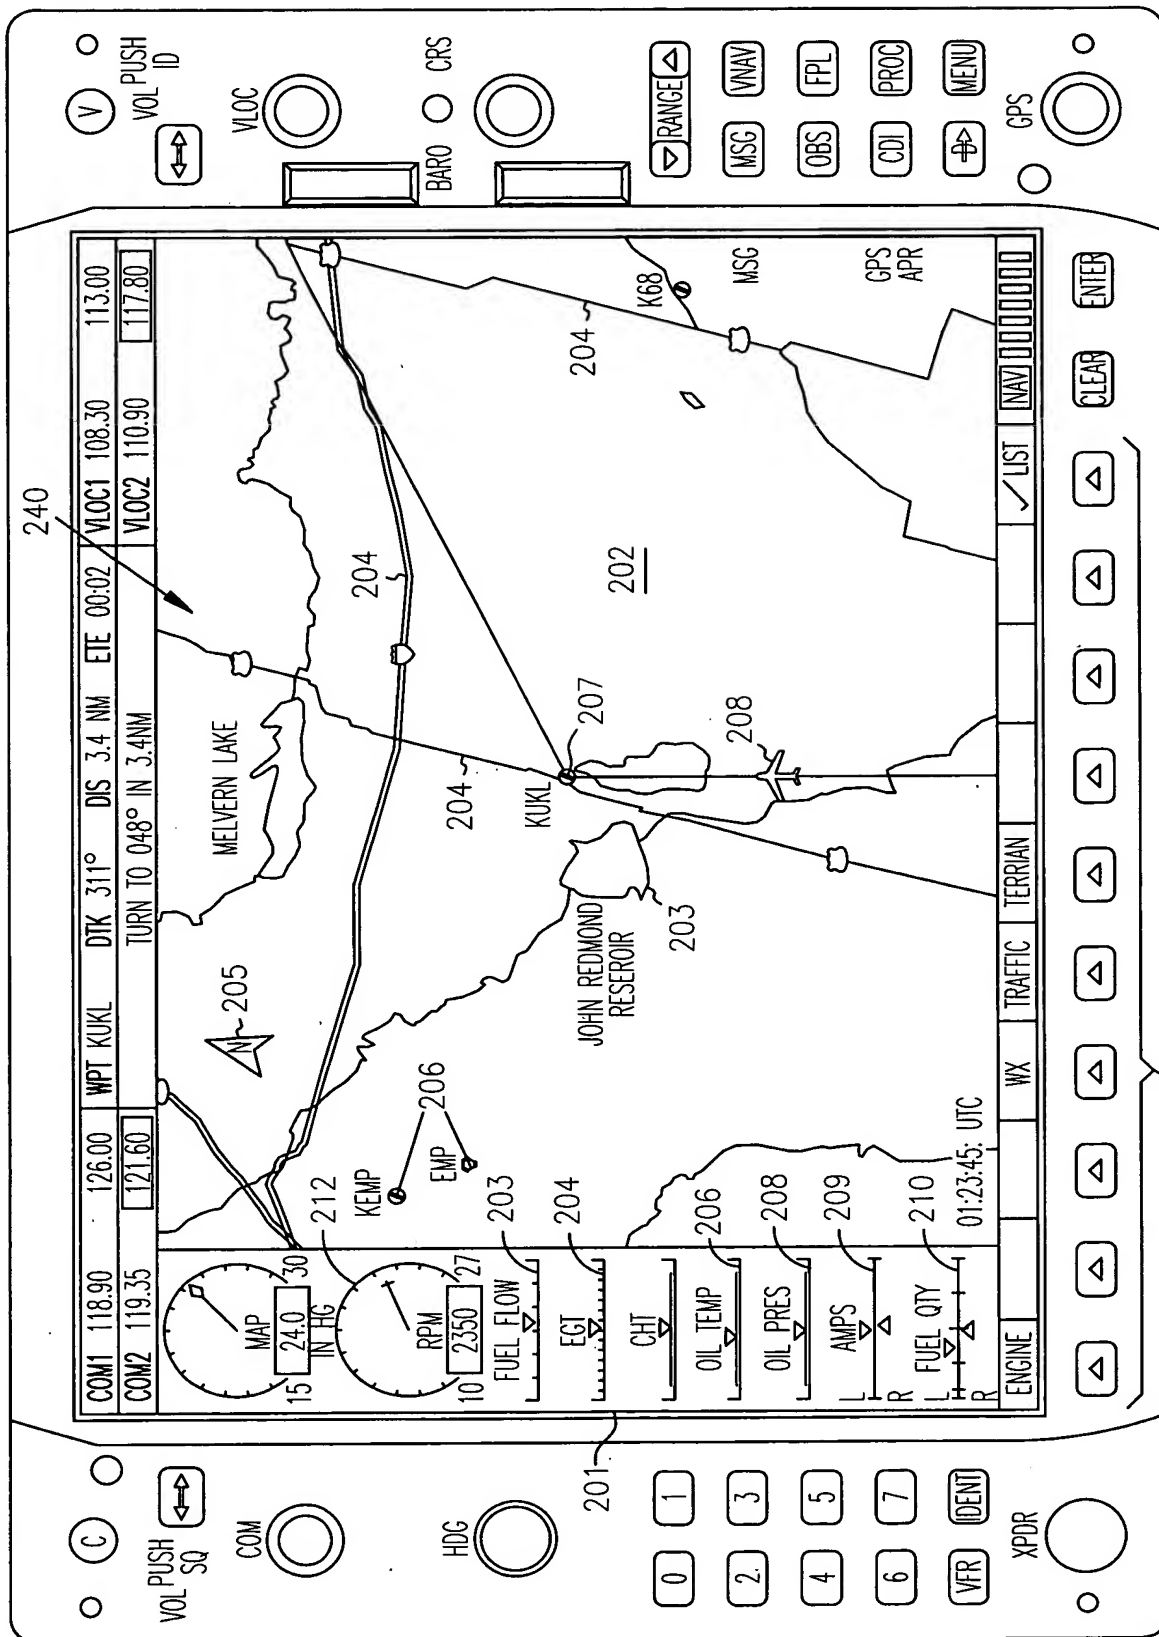 C
VOL PUSH
SQ
COM
HDG
0 1
2. 3
4 5
6 7
VFR IDENT
XPDR
COM1 118.90 126.00 WPT KUKL DTK 311° DIS 3.4 NM ETE 00:02 VLOC1 108.30 113.00
COM2 119.35 121.60 TURN TO 048° IN 3.4NM VLOC2 110.90 117.80
240
MAP
24.0
15 30
IN HG
212
RPM
2350
10 27
FUEL FLOW
203
EGT
204
CHT
OIL TEMP
206
OIL PRES
208
AMPS
209
L
R
FUEL QTY
210
L
R
201
N
205
KEMP
206
EMP
MELVERN LAKE
204
204
KUKL
207
JOHN REDMOND
RESEROIR
203
208
202
204
K68
MSG
GPS
APR
01:23:45: UTC
ENGINE WX TRAFFIC TERRIAN ✓ LIST NAV
CLEAR ENTER
V
VOL PUSH
ID
VLOC
BARO CRS
RANGE
MSG VNAV
OBS FPL
CDI PROC
D MENU
GPS